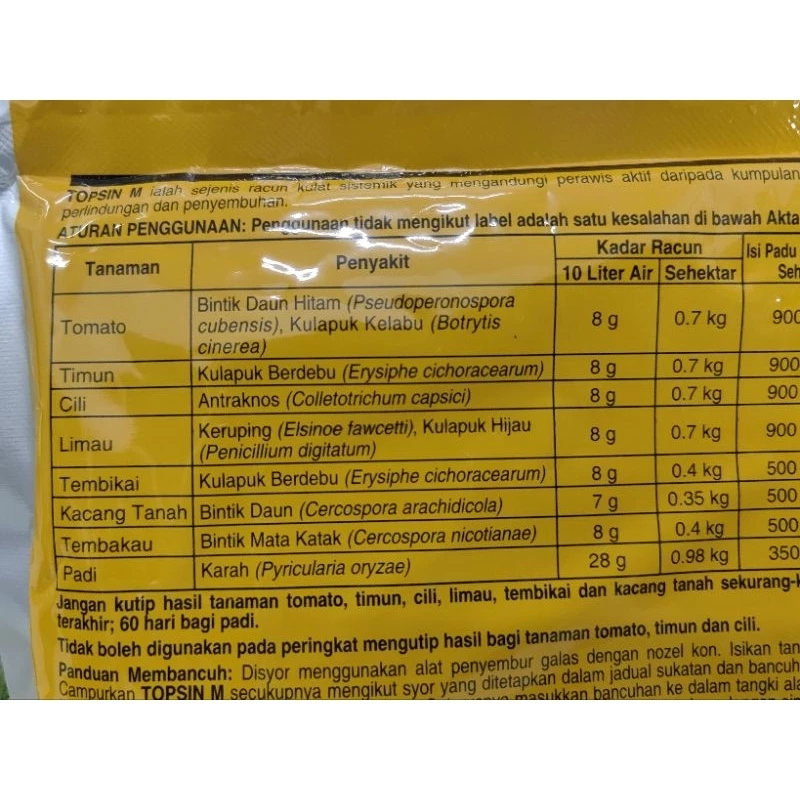 TOPSIN M ialah sejenis racun kulat sistemik yang mengandungi perawis aktif daripada kumpulan
perlindungan dan penyembuhan.
ATURAN PENGGUNAAN: Penggunaan tidak mengikut label adalah satu kesalahan di bawah Akta
Tanaman Penyakit Kadar Racun Isi Padu
10 Liter Air Sehektar Seh
Tomato Bintik Daun Hitam (Pseudoperonospora
cubensis), Kulapuk Kelabu (Botrytis
cinerea) 8 g 0.7 kg 900
Timun Kulapuk Berdebu (Erysiphe cichoracearum) 8 g 0.7 kg 900
Cili Antraknos (Colletotrichum capsici) 8 g 0.7 kg 900
Limau Keruping (Elsinoe fawcetti), Kulapuk Hijau
(Penicillium digitatum) 8 g 0.7 kg 900
Tembikai Kulapuk Berdebu (Erysiphe cichoracearum) 8 g 0.4 kg 500
Kacang Tanah Bintik Daun (Cercospora arachidicola) 7 g 0.35 kg 500
Tembakau Bintik Mata Katak (Cercospora nicotianae) 8 g 0.4 kg 500
Padi Karah (Pyricularia oryzae) 28 g 0.98 kg 350
Jangan kutip hasil tanaman tomato, timun, cili, limau, tembikai dan kacang tanah sekurang-k
terakhir; 60 hari bagi padi.
Tidak boleh digunakan pada peringkat mengutip hasil bagi tanaman tomato, timun dan cili.
Panduan Membancuh: Disyor menggunakan alat penyembur galas dengan nozel kon. Isikan tan
Campurkan TOPSIN M secukupnya mengikut syor yang ditetapkan dalam jadual sukatan dan bancuh
masukkan bancuhan ke dalam tangki ala